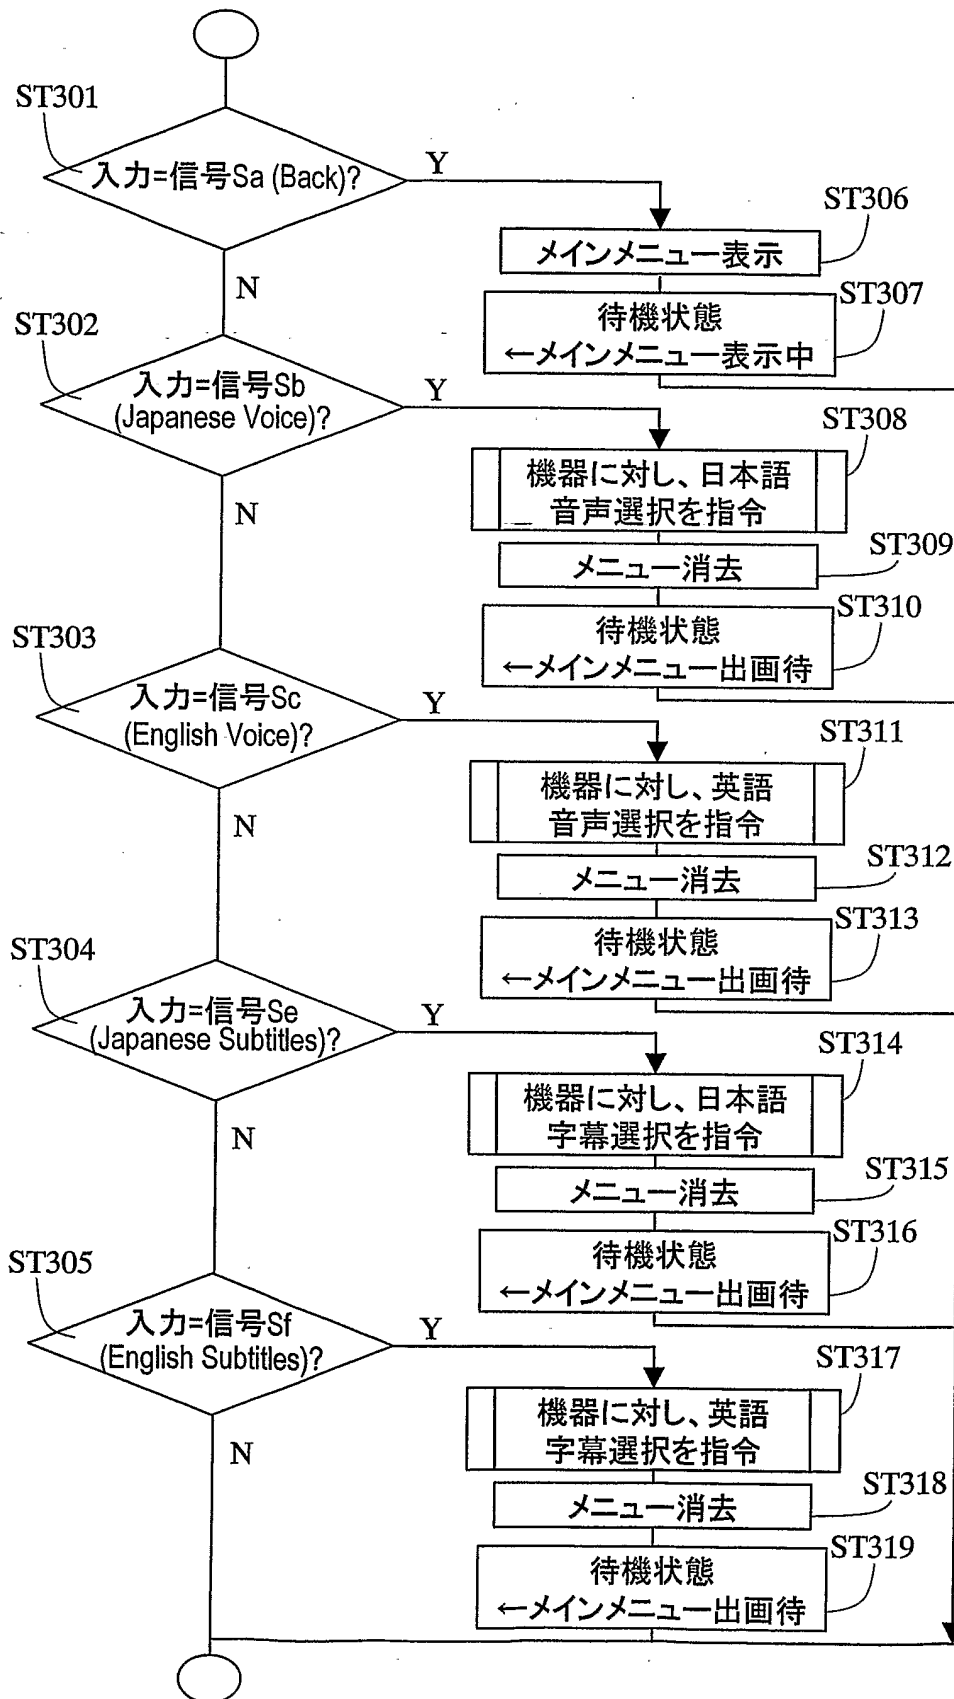 ST301
入力=信号Sa (Back)?
Y
N
ST306
メインメニュー表示
ST307
待機状態
←メインメニュー表示中
ST302
入力=信号Sb
(Japanese Voice)?
Y
N
ST308
機器に対し、日本語
音声選択を指令
ST309
メニュー消去
ST310
待機状態
←メインメニュー出画待
ST303
入力=信号Sc
(English Voice)?
Y
N
ST311
機器に対し、英語
音声選択を指令
ST312
メニュー消去
ST313
待機状態
←メインメニュー出画待
ST304
入力=信号Se
(Japanese Subtitles)?
Y
N
ST314
機器に対し、日本語
字幕選択を指令
ST315
メニュー消去
ST316
待機状態
←メインメニュー出画待
ST305
入力=信号Sf
(English Subtitles)?
Y
N
ST317
機器に対し、英語
字幕選択を指令
ST318
メニュー消去
ST319
待機状態
←メインメニュー出画待